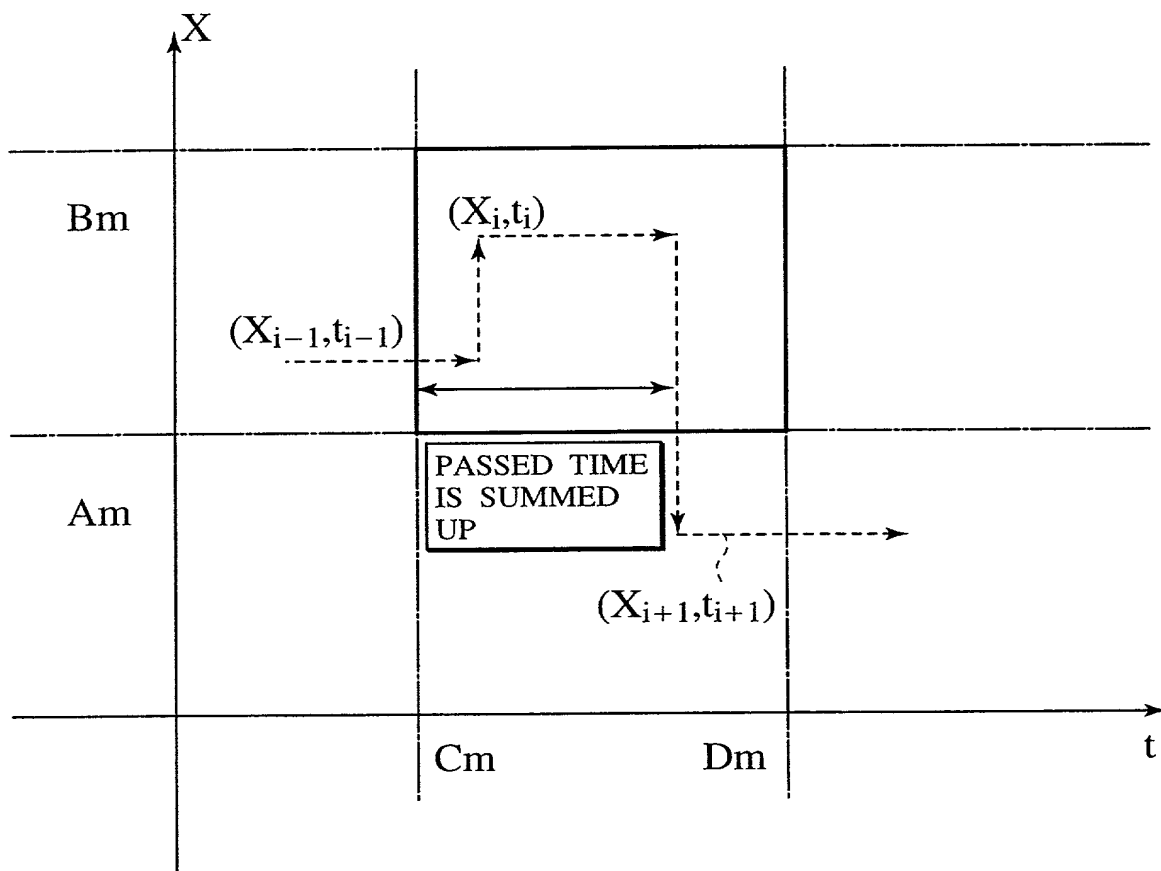 X
Bm
(Xᵢ,tᵢ)
(Xᵢ₋₁,tᵢ₋₁)
PASSED TIME
IS SUMMED
UP
Am
(Xᵢ₊₁,tᵢ₊₁)
Cm
Dm
t